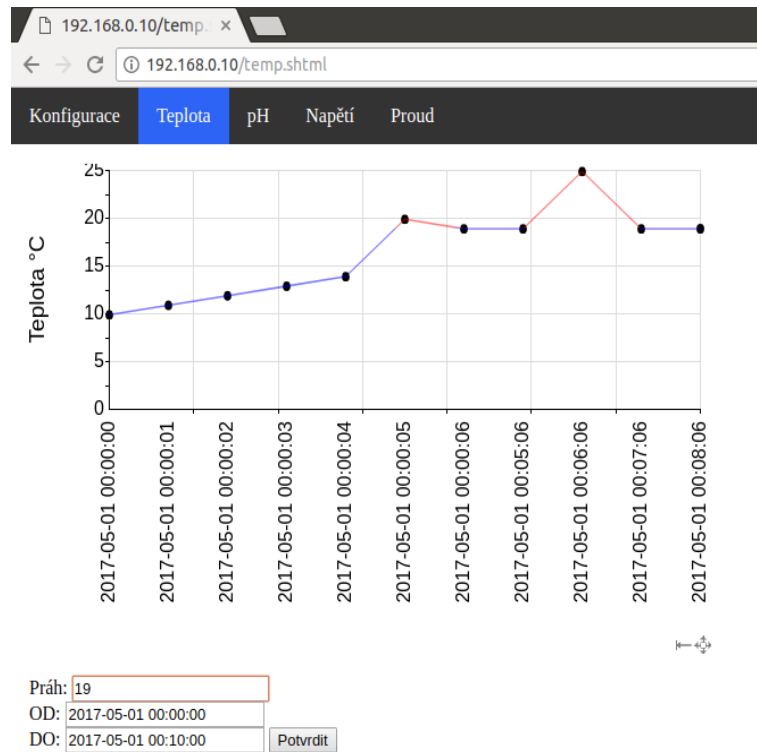 192.168.0.10/temp.
192.168.0.10/temp.shtml
Konfigurace Teplota pH Napětí Proud
Teplota °C
25
20
15
10
5
0
2017-05-01 00:00:00
2017-05-01 00:00:01
2017-05-01 00:00:02
2017-05-01 00:00:03
2017-05-01 00:00:04
2017-05-01 00:00:05
2017-05-01 00:00:06
2017-05-01 00:05:06
2017-05-01 00:06:06
2017-05-01 00:07:06
2017-05-01 00:08:06
Práh: 19
OD: 2017-05-01 00:00:00
DO: 2017-05-01 00:10:00 Potvrdit